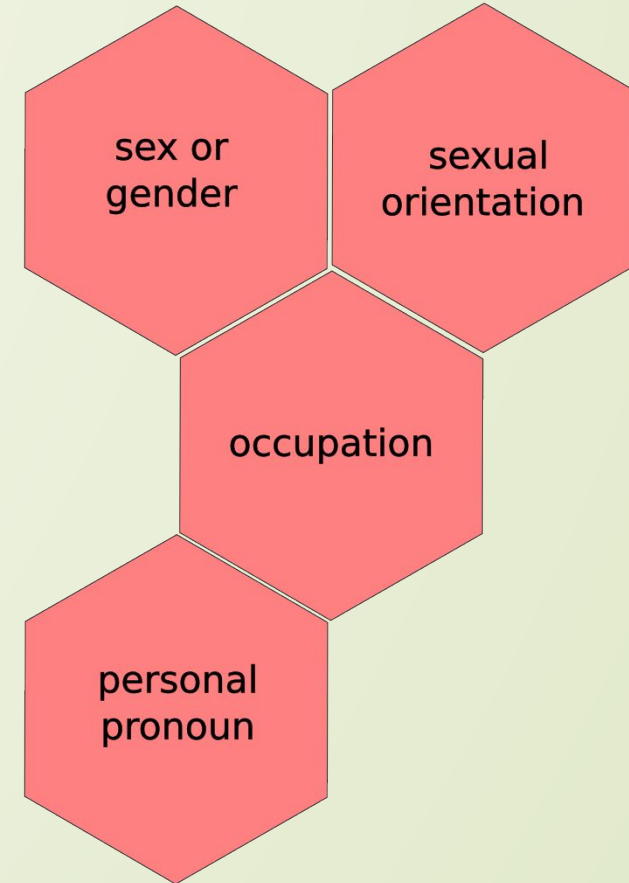 sex or
gender
sexual
orientation
occupation
personal
pronoun